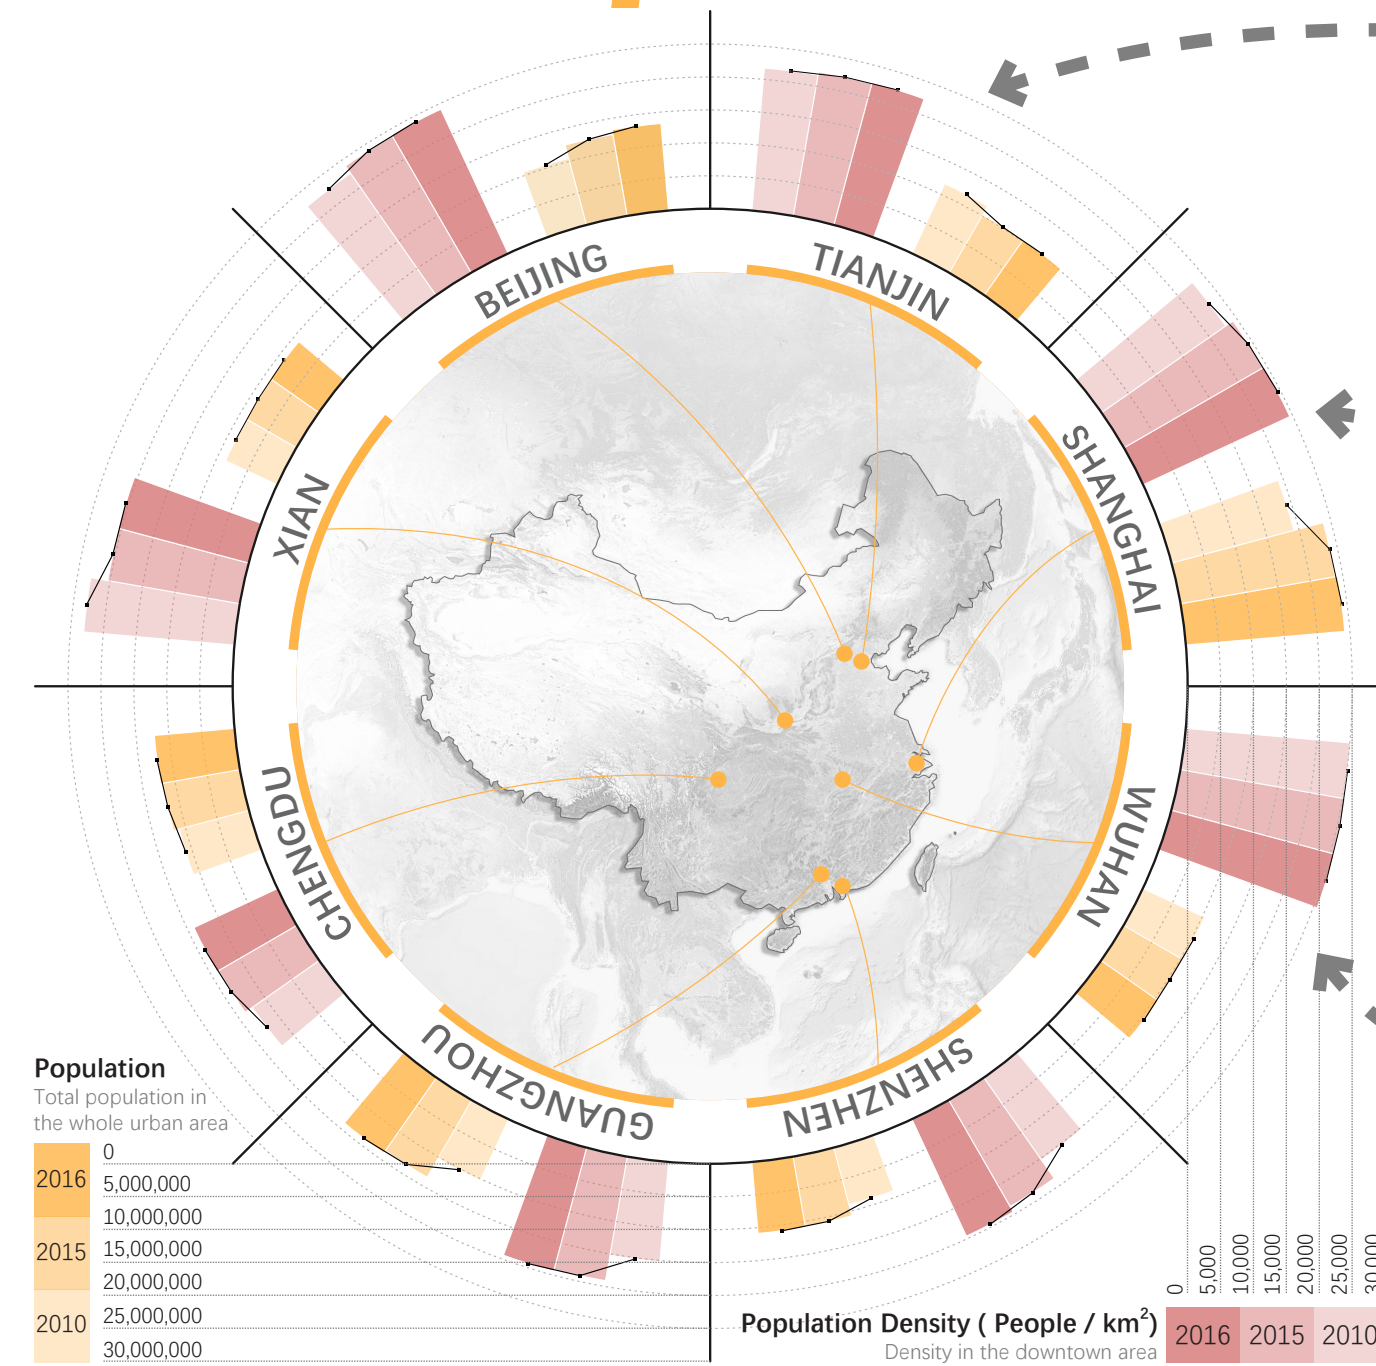 BEIJING
TIANJIN
SHANGHAI
WUHAN
SHENZHEN
GUANGZHOU
CHENGDU
XIAN
Population
Total population in
the whole urban area
2016
2015
2010
0
5,000,000
10,000,000
15,000,000
20,000,000
25,000,000
30,000,000
0
5,000
10,000
15,000
20,000
25,000
30,000
Population Density ( People / km²)
Density in the downtown area
2016
2015
2010